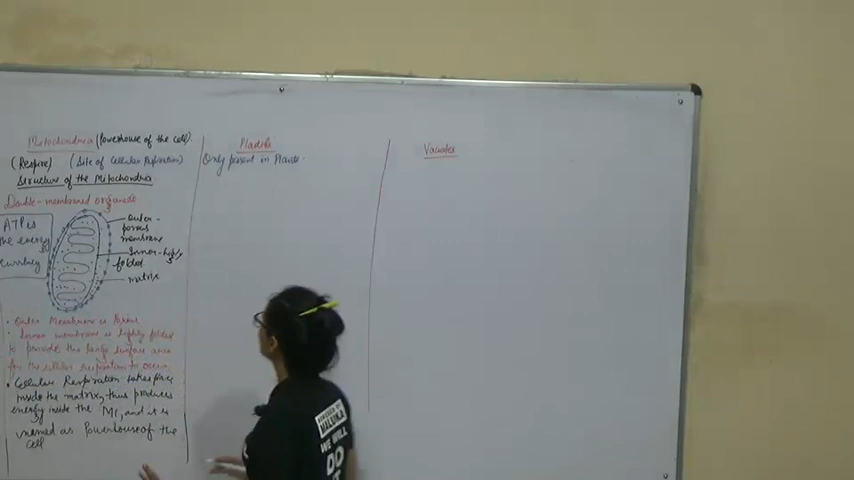 Mitochondria (Powerhouse of the cell).
(Respire) (Site of Cellular Respiration)
Structure of the Mitochondria
Double-membraned organelle
ATP is
the energy
currency
Outer-
porous
membrane
Inner-highly
folded
matrix
• Outer Membrane is Porous
• Inner membrane is highly folded
to provide the large surface area
for the cellular respiration to occur.
• Cellular Respiration takes place
inside the matrix, thus produces
energy inside the M, and it is
named as Powerhouse of the
Cell
Plastids
Only present in Plants.
Vacuoles
WE WILL
DO